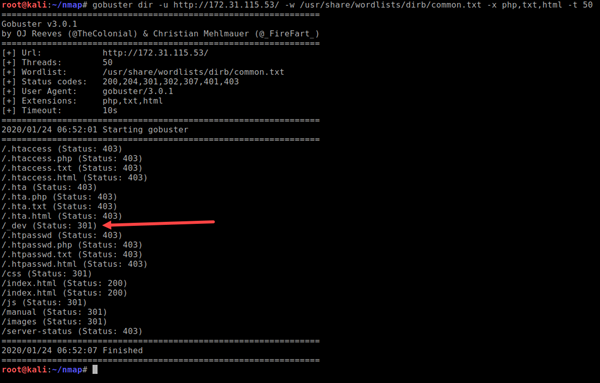 root@kali:~/nmap# gobuster dir -u http://172.31.115.53/ -w /usr/share/wordlists/dirb/common.txt -x php,txt,html -t 50
===============================================================
Gobuster v3.0.1
by OJ Reeves (@TheColonial) & Christian Mehlmauer (@_FireFart_)
===============================================================
[+] Url:            http://172.31.115.53/
[+] Threads:        50
[+] Wordlist:       /usr/share/wordlists/dirb/common.txt
[+] Status codes:   200,204,301,302,307,401,403
[+] User Agent:     gobuster/3.0.1
[+] Extensions:     php,txt,html
[+] Timeout:        10s
===============================================================
2020/01/24 06:52:01 Starting gobuster
===============================================================
/.htaccess (Status: 403)
/.htaccess.php (Status: 403)
/.htaccess.txt (Status: 403)
/.htaccess.html (Status: 403)
/.hta (Status: 403)
/.hta.php (Status: 403)
/.hta.txt (Status: 403)
/.hta.html (Status: 403)
/_dev (Status: 301)
/.htpasswd (Status: 403)
/.htpasswd.php (Status: 403)
/.htpasswd.txt (Status: 403)
/.htpasswd.html (Status: 403)
/css (Status: 301)
/index.html (Status: 200)
/index.html (Status: 200)
/js (Status: 301)
/manual (Status: 301)
/images (Status: 301)
/server-status (Status: 403)
===============================================================
2020/01/24 06:52:07 Finished
===============================================================
root@kali:~/nmap#